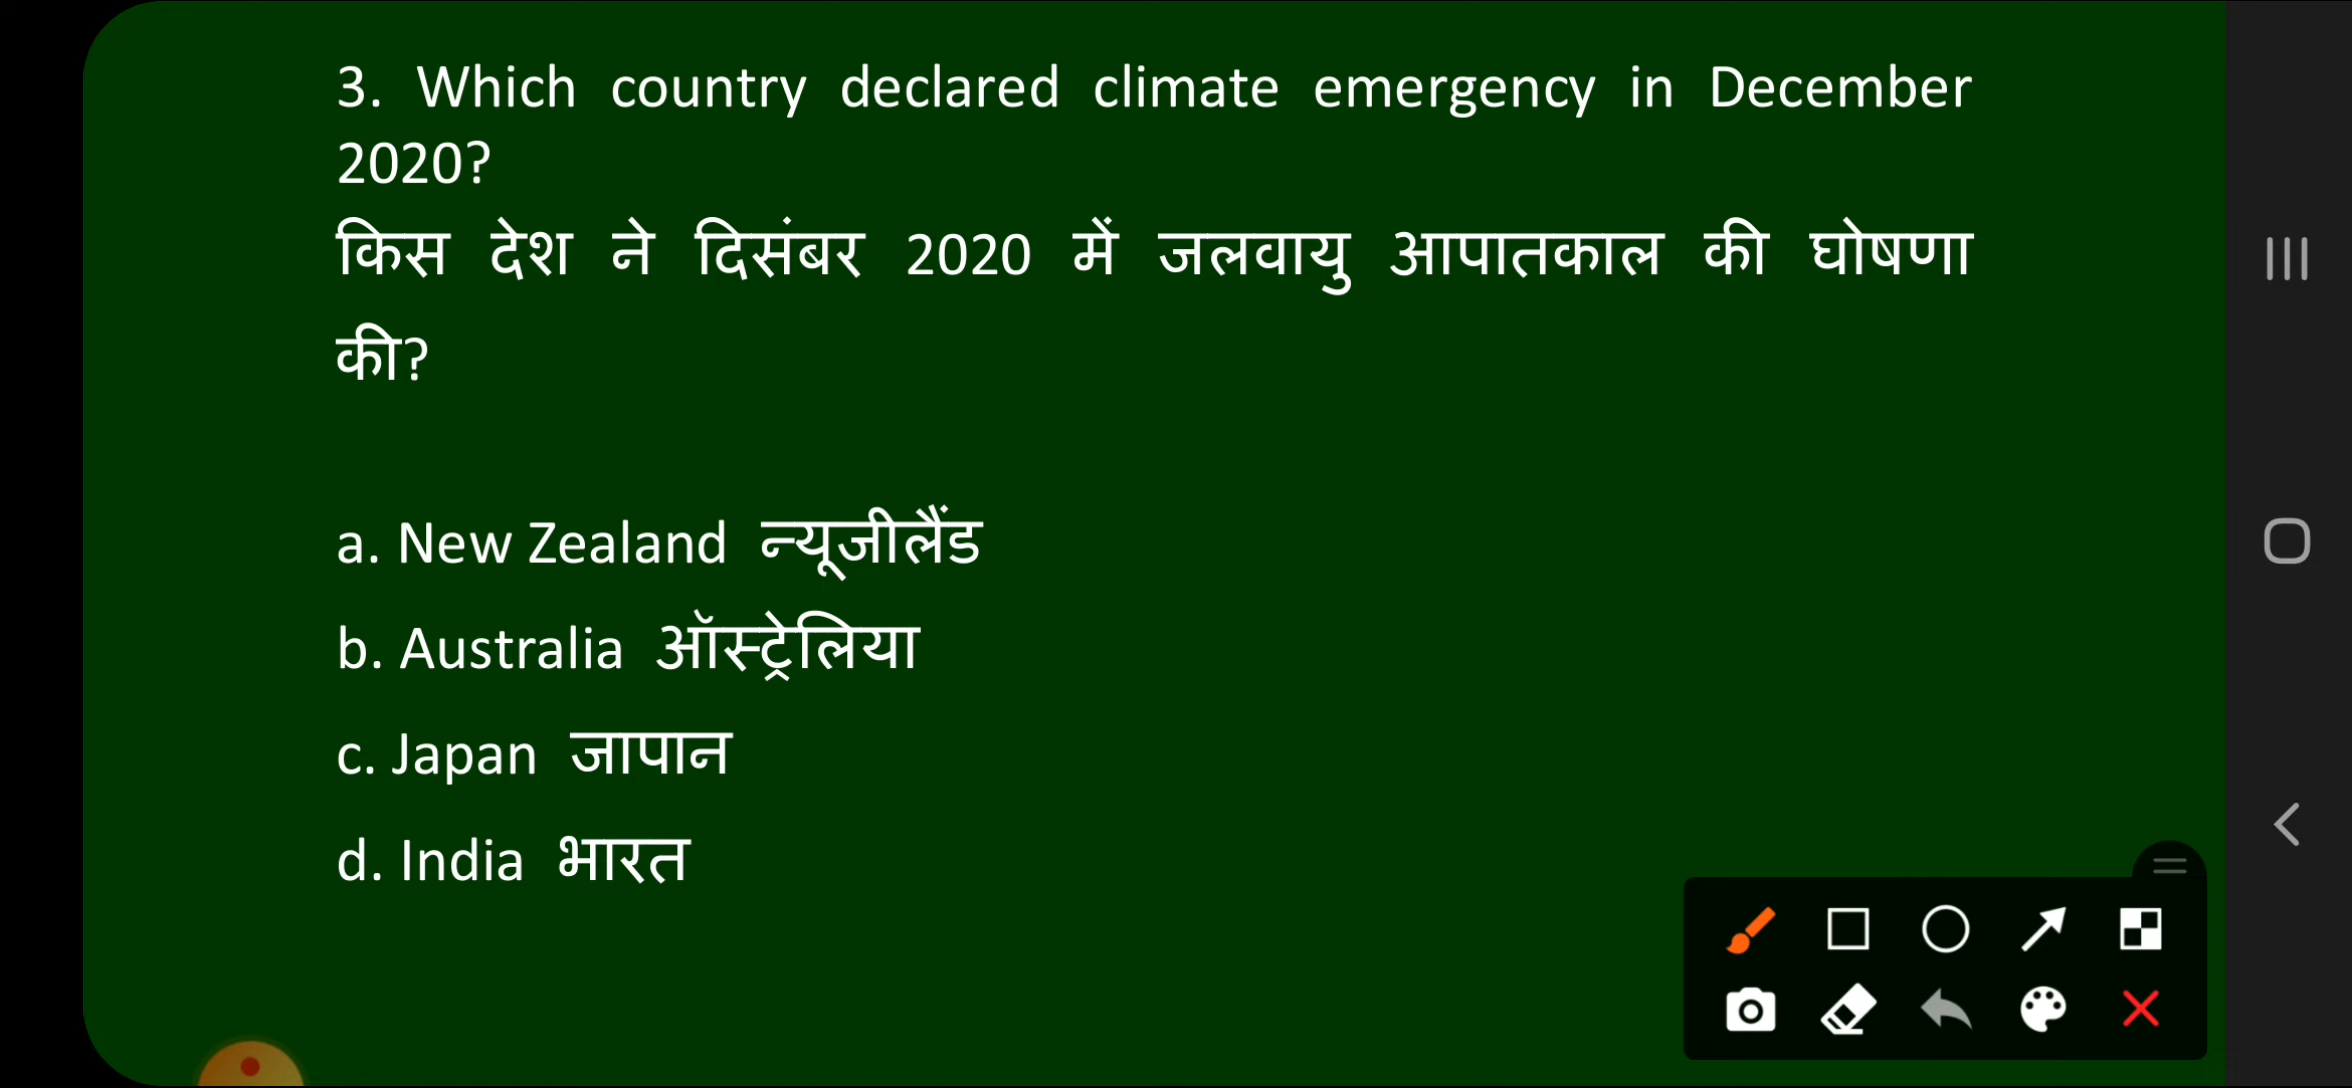 3. Which country declared climate emergency in December
2020?
किस देश ने दिसंबर 2020 में जलवायु आपातकाल की घोषणा
की?
a. New Zealand न्यूजीलैंड
b. Australia ऑस्ट्रेलिया
c. Japan जापान
d. India भारत